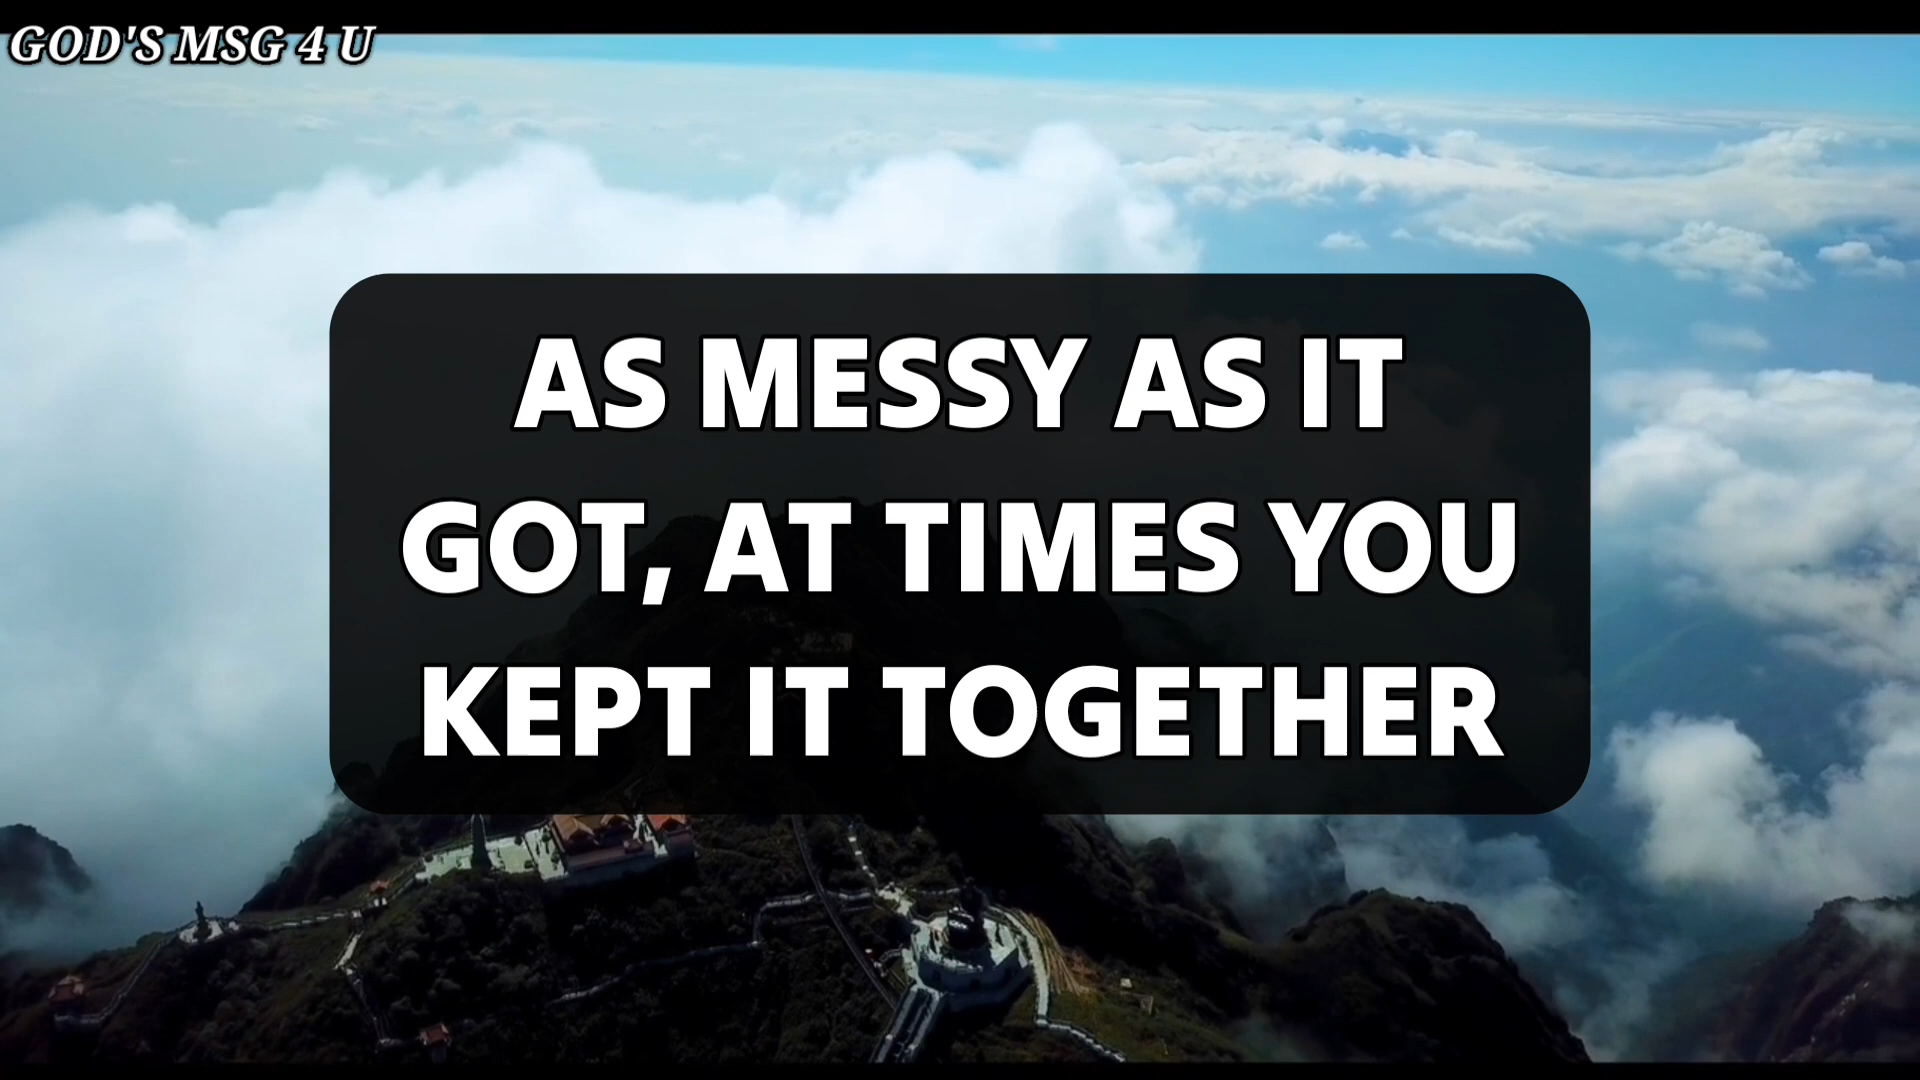 GOD'S MSG 4 U
AS MESSY AS IT
GOT, AT TIMES YOU
KEPT IT TOGETHER